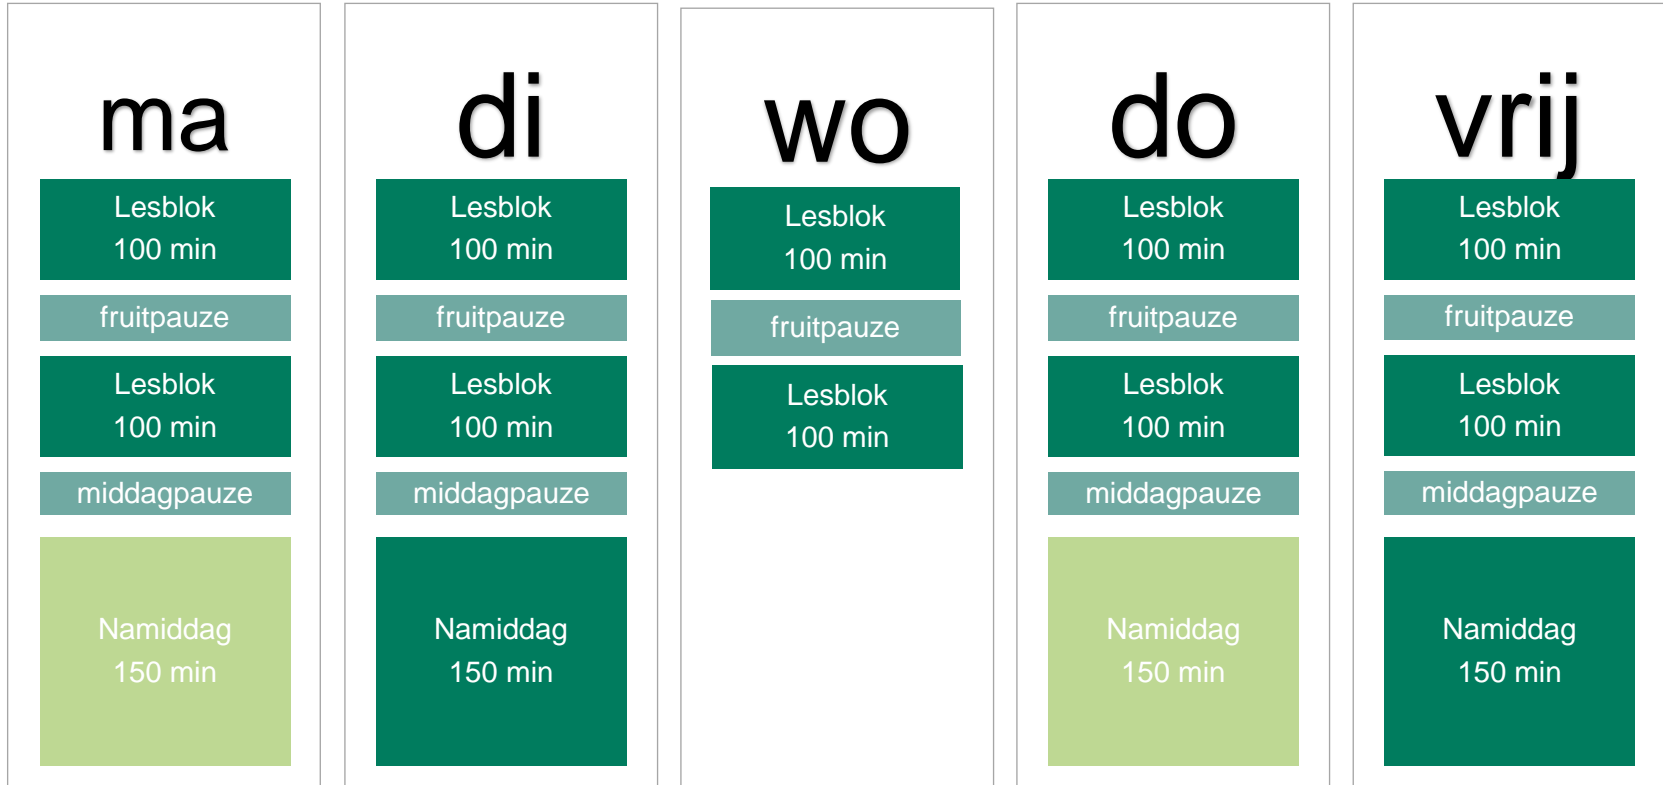 ma
Lesblok
100 min
fruitpauze
Lesblok
100 min
middagpauze
Namiddag
150 min
di
Lesblok
100 min
fruitpauze
Lesblok
100 min
middagpauze
Namiddag
150 min
wo
Lesblok
100 min
fruitpauze
Lesblok
100 min
do
Lesblok
100 min
fruitpauze
Lesblok
100 min
middagpauze
Namiddag
150 min
vrij
Lesblok
100 min
fruitpauze
Lesblok
100 min
middagpauze
Namiddag
150 min